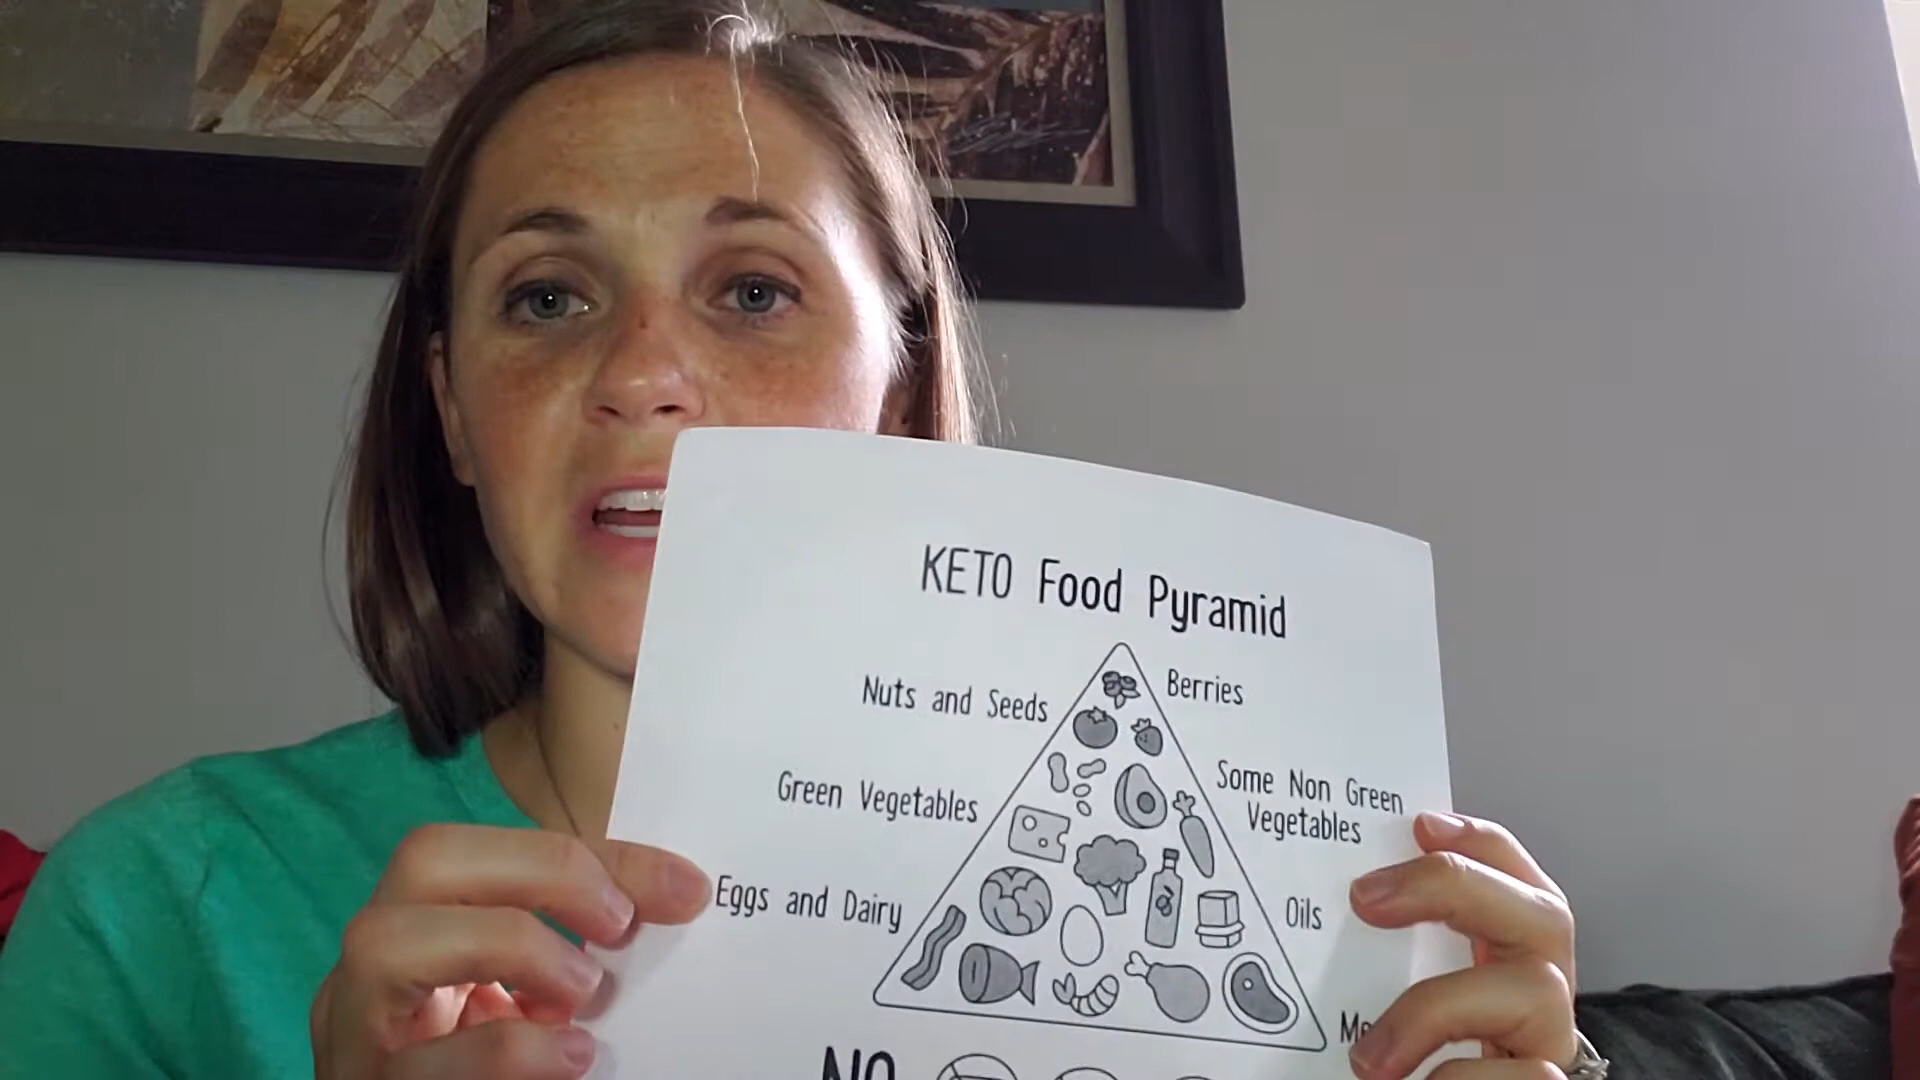 KETO Food Pyramid
Berries
Nuts and Seeds
Some Non Green
Vegetables
Green Vegetables
Eggs and Dairy
Oils
NO